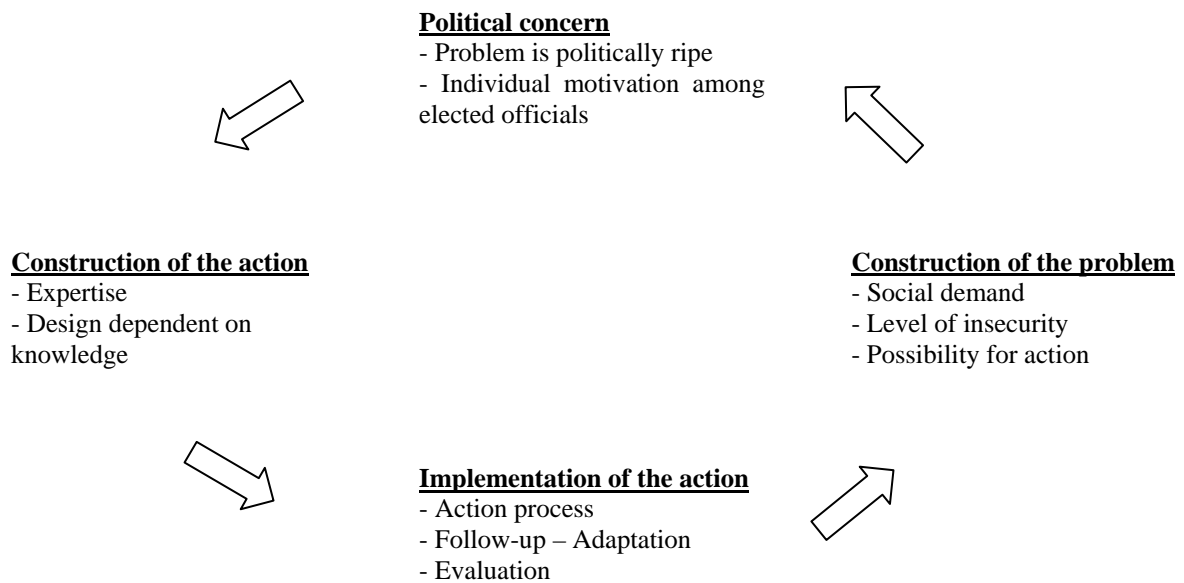 Political concern
- Problem is politically ripe
- Individual motivation among
elected officials
Construction of the action
- Expertise
- Design dependent on
knowledge
Construction of the problem
- Social demand
- Level of insecurity
- Possibility for action
Implementation of the action
- Action process
- Follow-up – Adaptation
- Evaluation